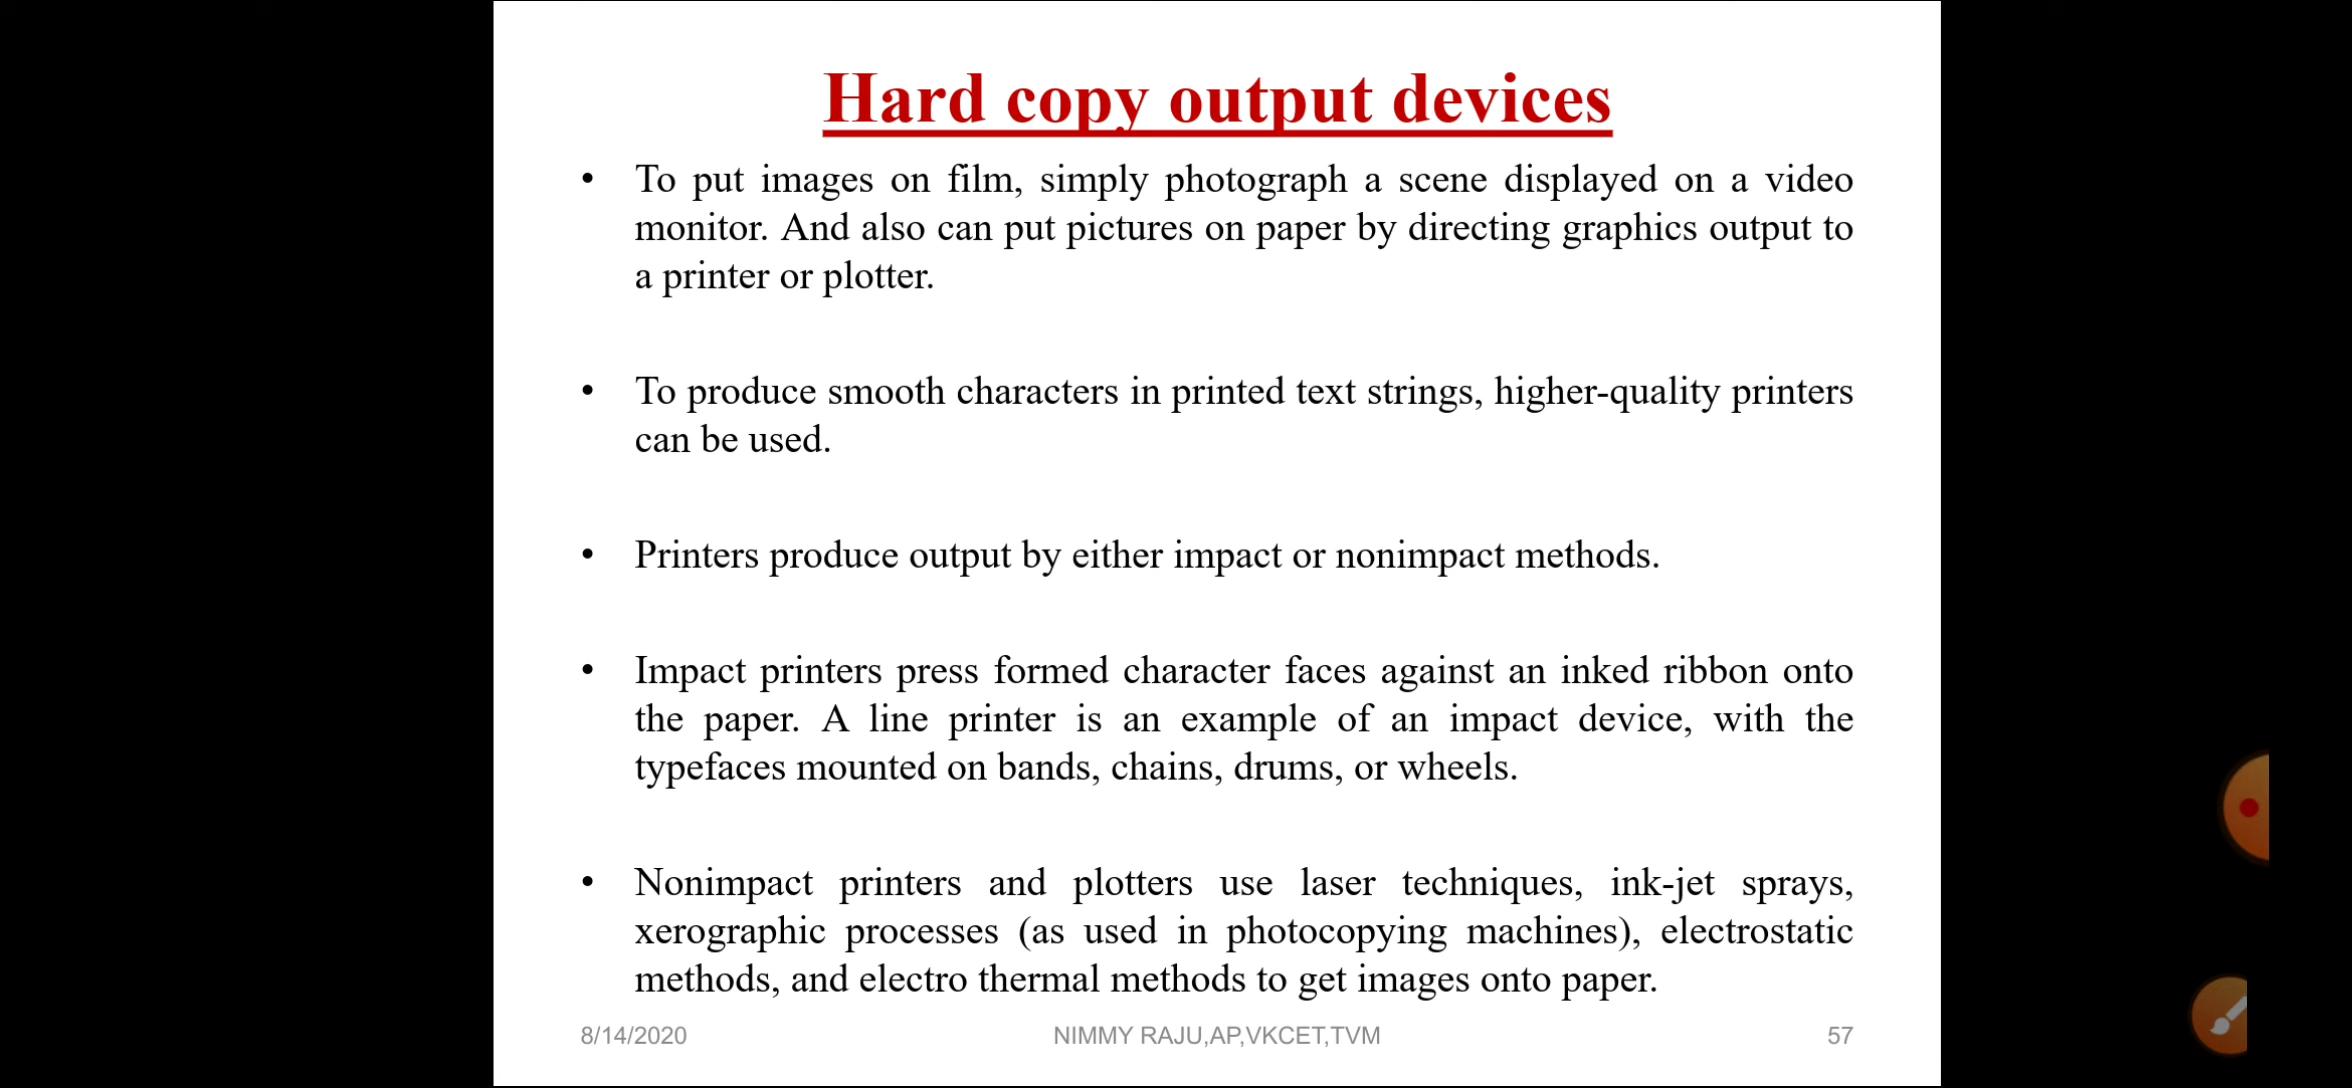 Hard copy output devices
• To put images on film, simply photograph a scene displayed on a video
monitor. And also can put pictures on paper by directing graphics output to
a printer or plotter.
• To produce smooth characters in printed text strings, higher-quality printers
can be used.
• Printers produce output by either impact or nonimpact methods.
• Impact printers press formed character faces against an inked ribbon onto
the paper. A line printer is an example of an impact device, with the
typefaces mounted on bands, chains, drums, or wheels.
• Nonimpact printers and plotters use laser techniques, ink-jet sprays,
xerographic processes (as used in photocopying machines), electrostatic
methods, and electro thermal methods to get images onto paper.
8/14/2020 NIMMY RAJU,AP,VKCET,TVM 57